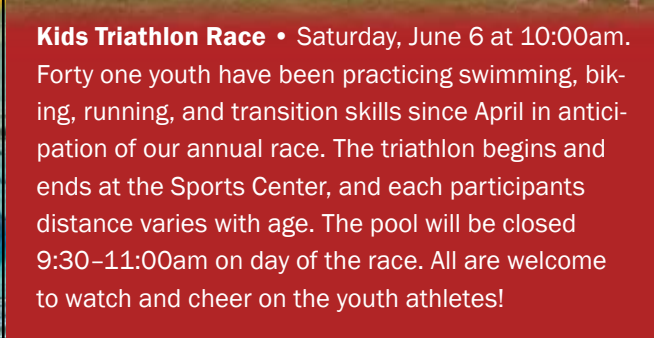 Kids Triathlon Race • Saturday, June 6 at 10:00am.
Forty one youth have been practicing swimming, bik-
ing, running, and transition skills since April in antici-
pation of our annual race. The triathlon begins and
ends at the Sports Center, and each participants
distance varies with age. The pool will be closed
9:30–11:00am on day of the race. All are welcome
to watch and cheer on the youth athletes!